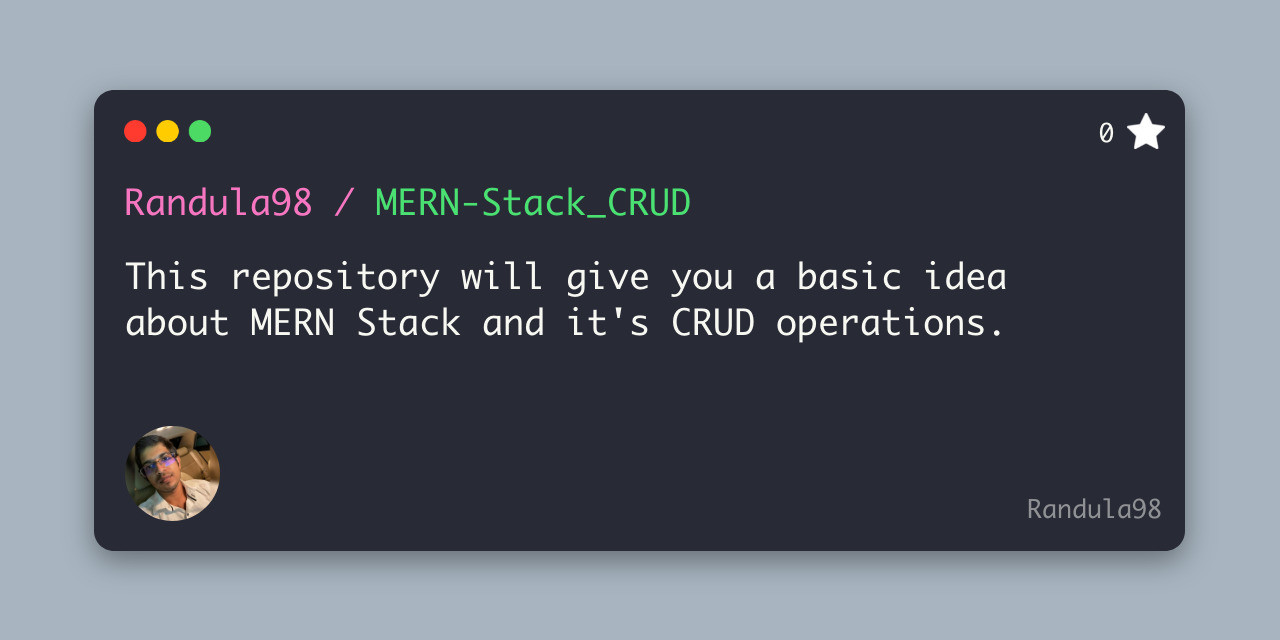 0
Randula98 / MERN-Stack_CRUD
This repository will give you a basic idea
about MERN Stack and it's CRUD operations.
Randula98